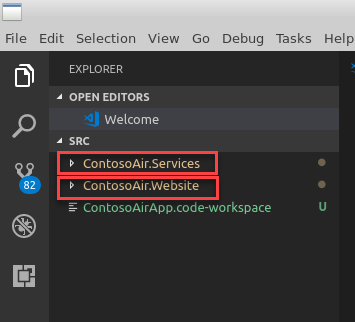 File Edit Selection View Go Debug Tasks Help
EXPLORER
OPEN EDITORS
Welcome
SRC
ContosoAir.Services
82
ContosoAir.Website
ContosoAirApp.code-workspace U